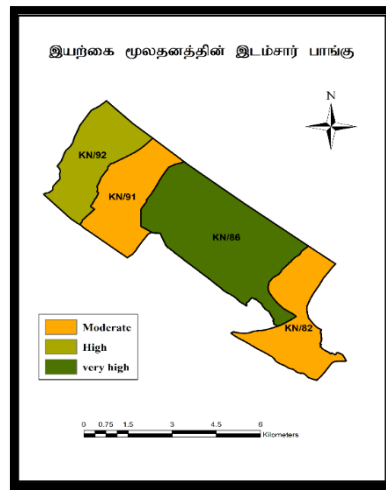 இயற்கை மூலதனத்தின் இடம்சார் பாங்கு
N
KN/92
KN/91
KN/86
KN/82
Moderate
High
very high
0 0.75 1.5 3 4.5 6
Kilometers